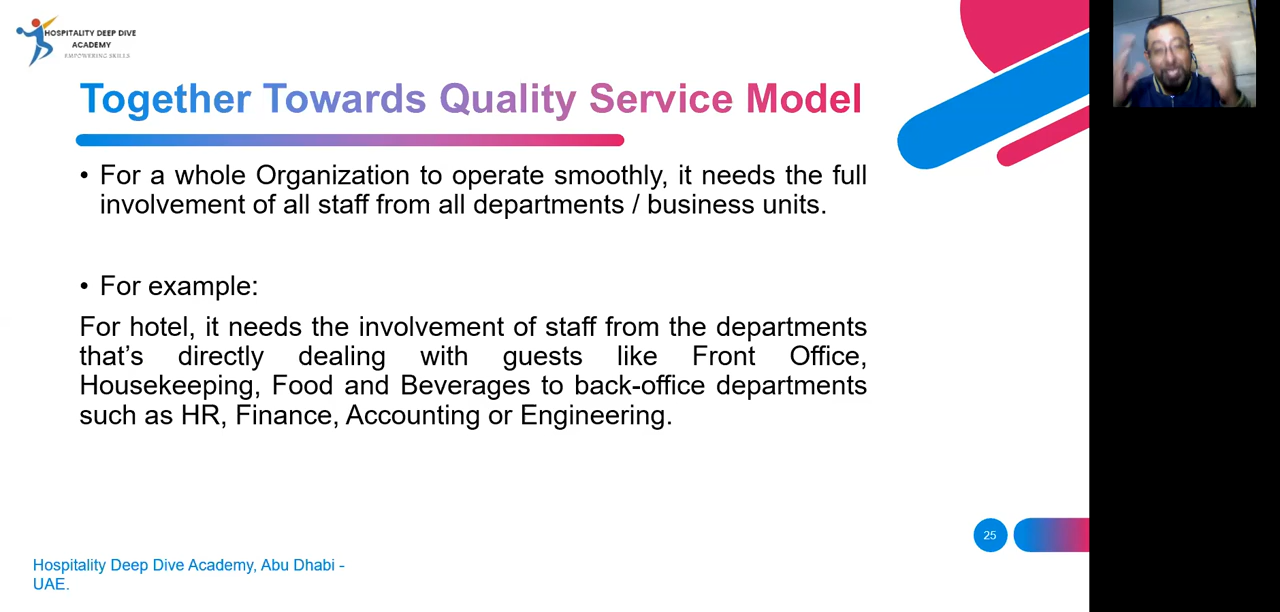 HOSPITALITY DEEP DIVE
ACADEMY
EMPOWERING SKILLS
Together Towards Quality Service Model
• For a whole Organization to operate smoothly, it needs the full
involvement of all staff from all departments / business units.
• For example:
For hotel, it needs the involvement of staff from the departments
that’s directly dealing with guests like Front Office,
Housekeeping, Food and Beverages to back-office departments
such as HR, Finance, Accounting or Engineering.
25
Hospitality Deep Dive Academy, Abu Dhabi -
UAE.